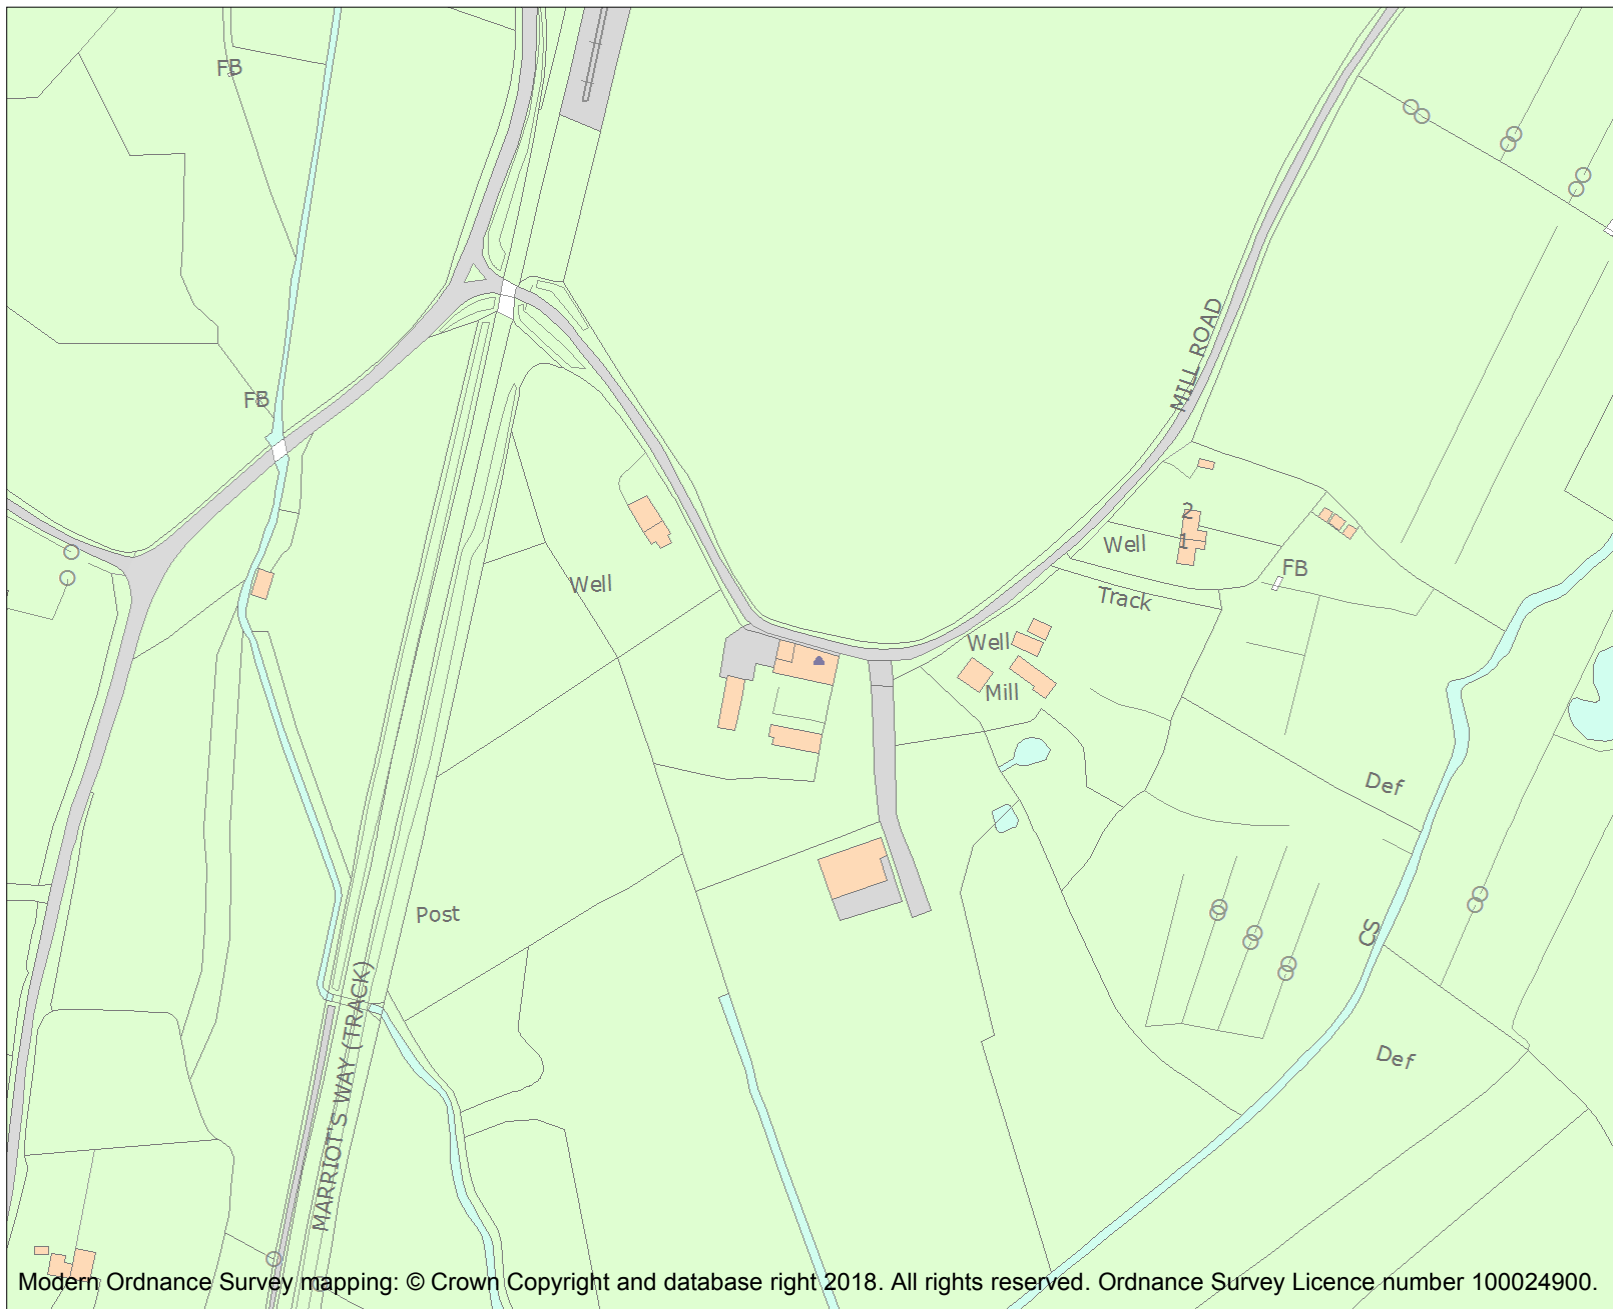 FB
MILL ROAD
FB
2
Well
1
FB
Well
Track
Well
Mill
Def
Post
CS
MARRIOT'S WAY (TRACK)
Def
Modern Ordnance Survey mapping: © Crown Copyright and database right 2018. All rights reserved. Ordnance Survey Licence number 100024900.